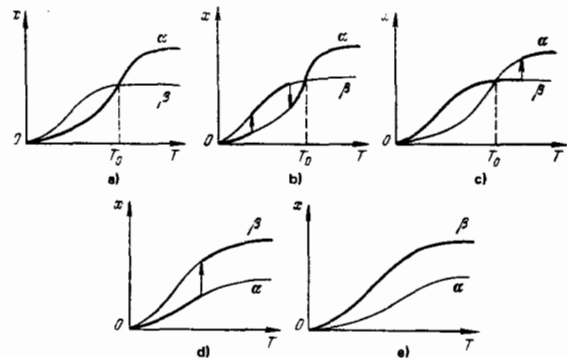 x α β 0 T₀ T
a)
x α β 0 T₀ T
b)
x α β 0 T₀ T
c)
x β α 0 T
d)
x β α 0 T
e)